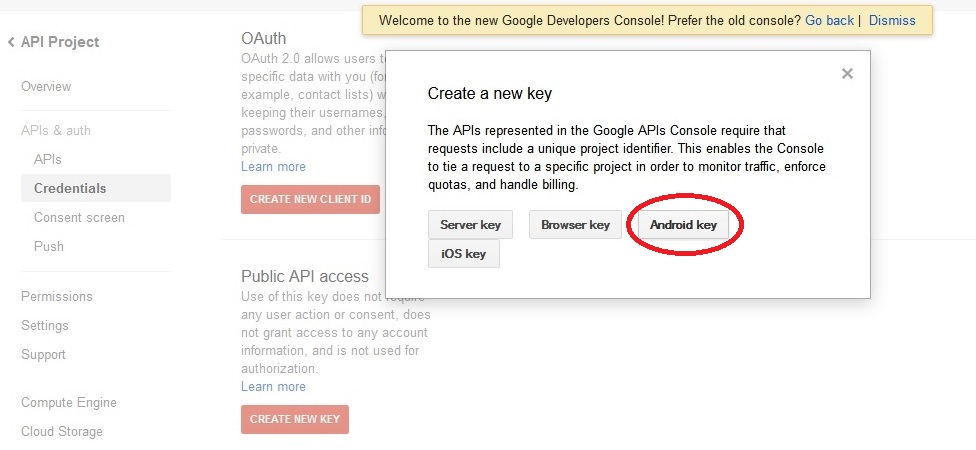 Welcome to the new Google Developers Console! Prefer the old console? Go back | Dismiss
API Project
Overview
APIs & auth
APIs
Credentials
Consent screen
Push
Permissions
Settings
Support
Compute Engine
Cloud Storage
OAuth
OAuth 2.0 allows users to
specific data with you (for
example, contact lists) w
keeping their usernames,
passwords, and other info
private.
Learn more
CREATE NEW CLIENT ID
Public API access
Use of this key does not require
any user action or consent, does
not grant access to any account
information, and is not used for
authorization.
Learn more
CREATE NEW KEY
Create a new key
The APIs represented in the Google APIs Console require that
requests include a unique project identifier. This enables the Console
to tie a request to a specific project in order to monitor traffic, enforce
quotas, and handle billing.
Server key
Browser key
Android key
iOS key